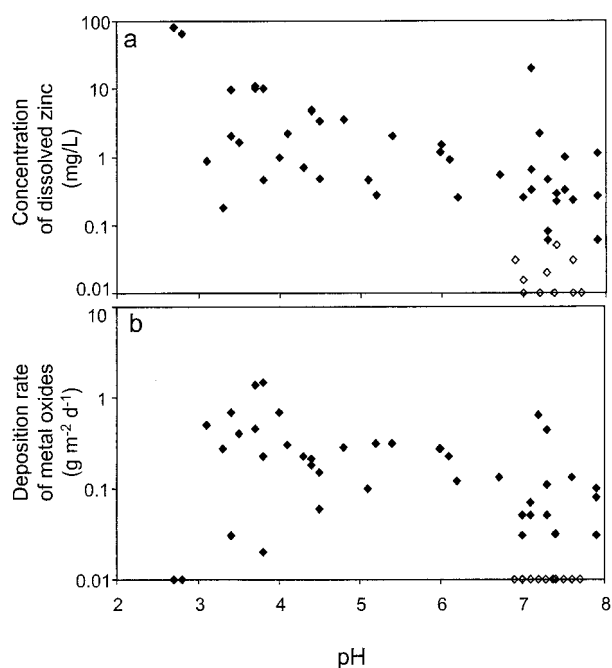 a
100
10
1
0.1
0.01
Concentration
of dissolved zinc
(mg/L)
b
10
1
0.1
0.01
Deposition rate
of metal oxides
(g m-2 d-1)
2 3 4 5 6 7 8
pH